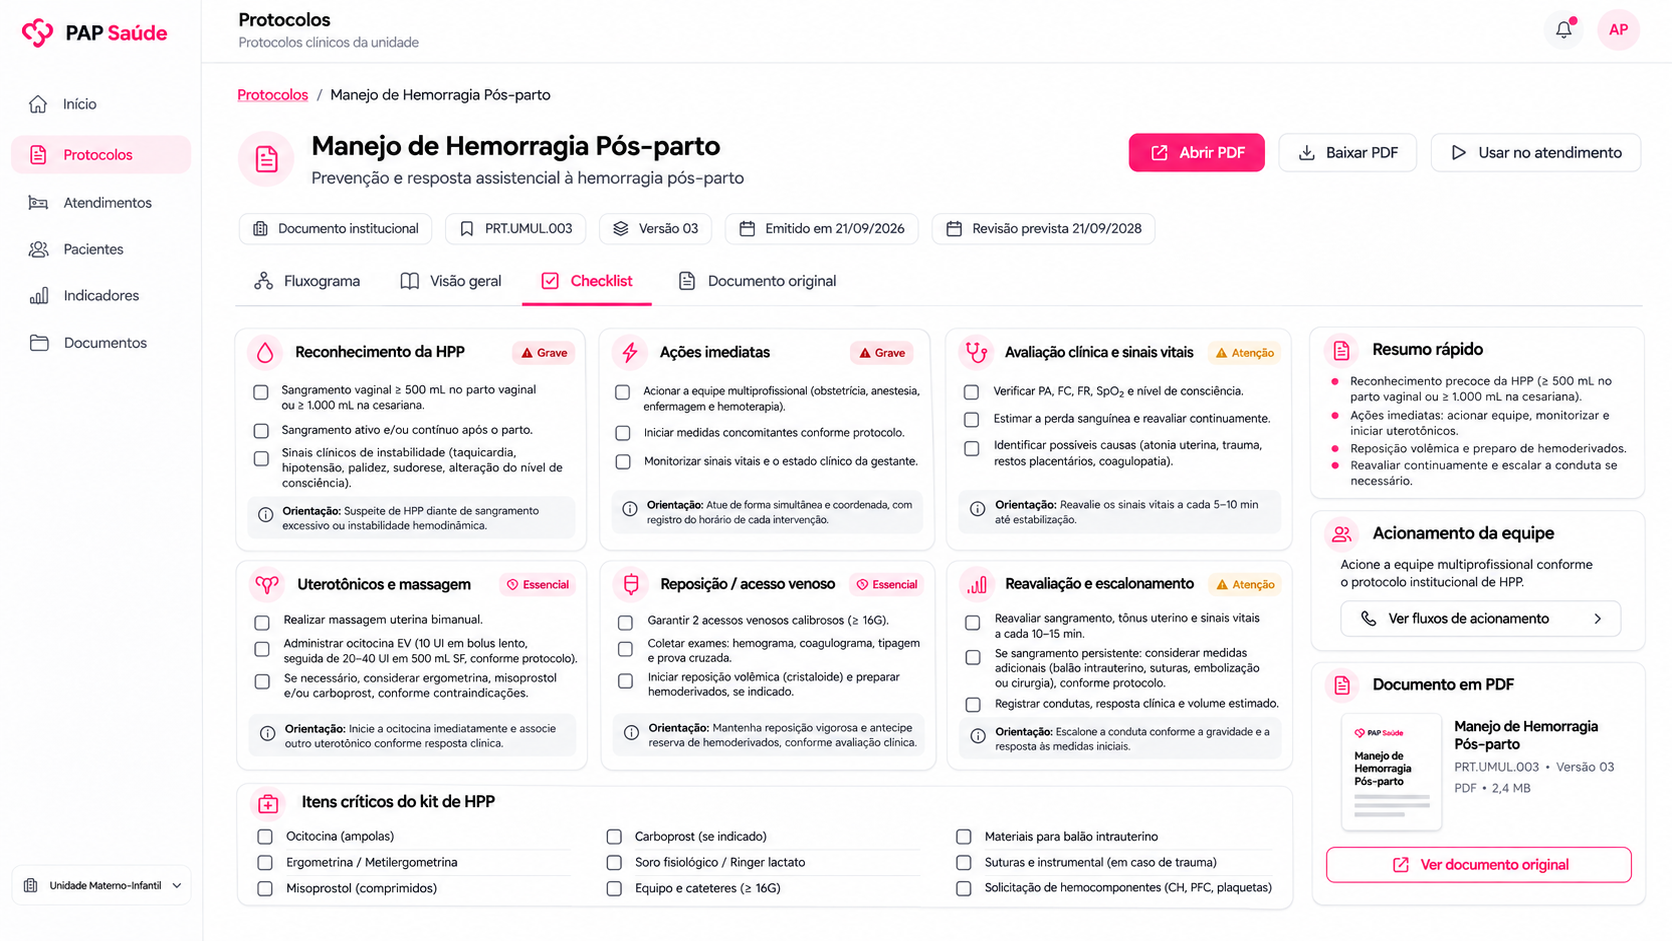 PAP Saúde
Início
Protocolos
Atendimentos
Pacientes
Indicadores
Documentos
Unidade Materno-Infantil
Protocolos
Protocolos clínicos da unidade
AP
Protocolos / Manejo de Hemorragia Pós-parto
Manejo de Hemorragia Pós-parto
Prevenção e resposta assistencial à hemorragia pós-parto
Abrir PDF
Baixar PDF
Usar no atendimento
Documento institucional
PRT.UMUL.003
Versão 03
Emitido em 21/09/2026
Revisão prevista 21/09/2028
Fluxograma
Visão geral
Checklist
Documento original
Reconhecimento da HPP
Grave
Sangramento vaginal ≥ 500 mL no parto vaginal
ou ≥ 1.000 mL na cesariana.
Sangramento ativo e/ou contínuo após o parto.
Sinais clínicos de instabilidade (taquicardia,
hipotensão, palidez, sudorese, alteração do nível de
consciência).
Orientação: Suspeite de HPP diante de sangramento
excessivo ou instabilidade hemodinâmica.
Ações imediatas
Grave
Acionar a equipe multiprofissional (obstetrícia, anestesia,
enfermagem e hemoterapia).
Iniciar medidas concomitantes conforme protocolo.
Monitorizar sinais vitais e o estado clínico da gestante.
Orientação: Atue de forma simultânea e coordenada, com
registro do horário de cada intervenção.
Avaliação clínica e sinais vitais
Atenção
Verificar PA, FC, FR, SpO₂ e nível de consciência.
Estimar a perda sanguínea e reavaliar continuamente.
Identificar possíveis causas (atonia uterina, trauma,
restos placentários, coagulopatia).
Orientação: Reavalie os sinais vitais a cada 5–10 min
até estabilização.
Uterotônicos e massagem
Essencial
Realizar massagem uterina bimanual.
Administrar ocitocina EV (10 UI em bolus lento,
seguida de 20–40 UI em 500 mL SF, conforme protocolo).
Se necessário, considerar ergometrina, misoprostol
e/ou carboprost, conforme contraindicações.
Orientação: Inicie a ocitocina imediatamente e associe
outro uterotônico conforme resposta clínica.
Reposição / acesso venoso
Essencial
Garantir 2 acessos venosos calibrosos (≥ 16G).
Coletar exames: hemograma, coagulograma, tipagem
e prova cruzada.
Iniciar reposição volêmica (cristaloide) e preparar
hemoderivados, se indicado.
Orientação: Mantenha reposição vigorosa e antecipe
reserva de hemoderivados, conforme avaliação clínica.
Reavaliação e escalonamento
Atenção
Reavaliar sangramento, tônus uterino e sinais vitais
a cada 10–15 min.
Se sangramento persistente: considerar medidas
adicionais (balão intrauterino, suturas, embolização
ou cirurgia), conforme protocolo.
Registrar condutas, resposta clínica e volume estimado.
Orientação: Escalone a conduta conforme a gravidade e a
resposta às medidas iniciais.
Itens críticos do kit de HPP
Ocitocina (ampolas)
Ergometrina / Metilergometrina
Misoprostol (comprimidos)
Carboprost (se indicado)
Soro fisiológico / Ringer lactato
Equipo e cateteres (≥ 16G)
Materiais para balão intrauterino
Suturas e instrumental (em caso de trauma)
Solicitação de hemocomponentes (CH, PFC, plaquetas)
Resumo rápido
Reconhecimento precoce da HPP (≥ 500 mL no
parto vaginal ou ≥ 1.000 mL na cesariana).
Ações imediatas: acionar equipe, monitorizar e
iniciar uterotônicos.
Reposição volêmica e preparo de hemoderivados.
Reavaliar continuamente e escalar a conduta se
necessário.
Acionamento da equipe
Acione a equipe multiprofissional conforme
o protocolo institucional de HPP.
Ver fluxos de acionamento
Documento em PDF
PAP Saúde
Manejo de
Hemorragia
Pós-parto
Manejo de Hemorragia
Pós-parto
PRT.UMUL.003 • Versão 03
PDF • 2,4 MB
Ver documento original